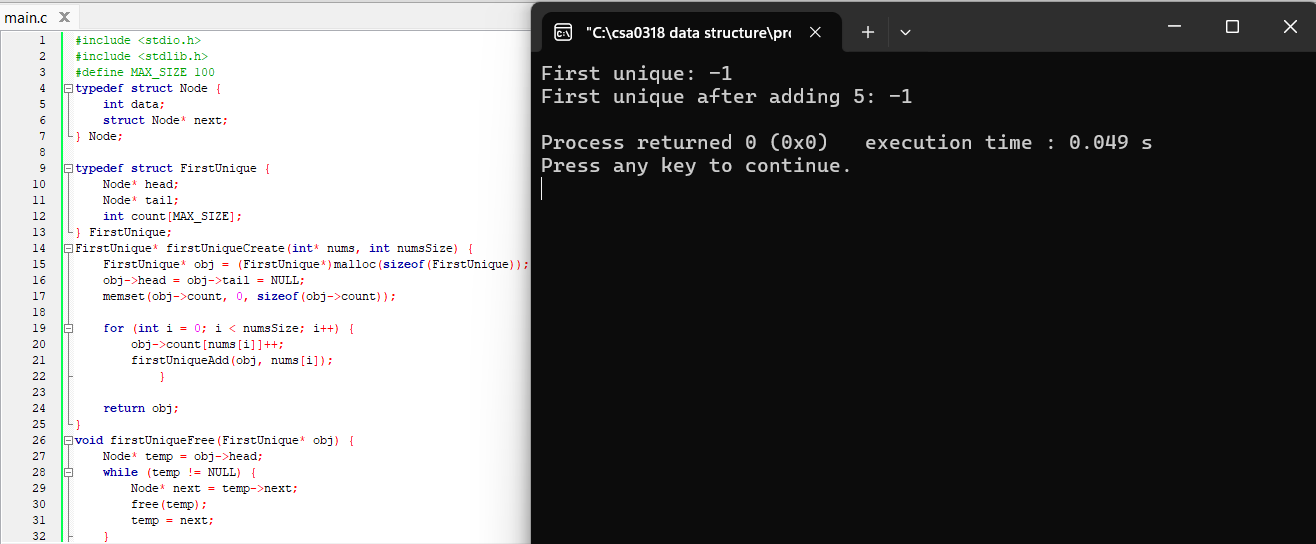 main.c
1 #include <stdio.h>
2 #include <stdlib.h>
3 #define MAX_SIZE 100
4 typedef struct Node {
5     int data;
6     struct Node* next;
7 } Node;
8
9 typedef struct FirstUnique {
10     Node* head;
11     Node* tail;
12     int count[MAX_SIZE];
13 } FirstUnique;
14 FirstUnique* firstUniqueCreate(int* nums, int numsSize) {
15     FirstUnique* obj = (FirstUnique*)malloc(sizeof(FirstUnique));
16     obj->head = obj->tail = NULL;
17     memset(obj->count, 0, sizeof(obj->count));
18
19     for (int i = 0; i < numsSize; i++) {
20         obj->count[nums[i]]++;
21         firstUniqueAdd(obj, nums[i]);
22             }
23
24     return obj;
25 }
26 void firstUniqueFree(FirstUnique* obj) {
27     Node* temp = obj->head;
28     while (temp != NULL) {
29         Node* next = temp->next;
30         free(temp);
31         temp = next;
32     }
"C:\csa0318 data structure\pro
First unique: -1
First unique after adding 5: -1
Process returned 0 (0x0)   execution time : 0.049 s
Press any key to continue.